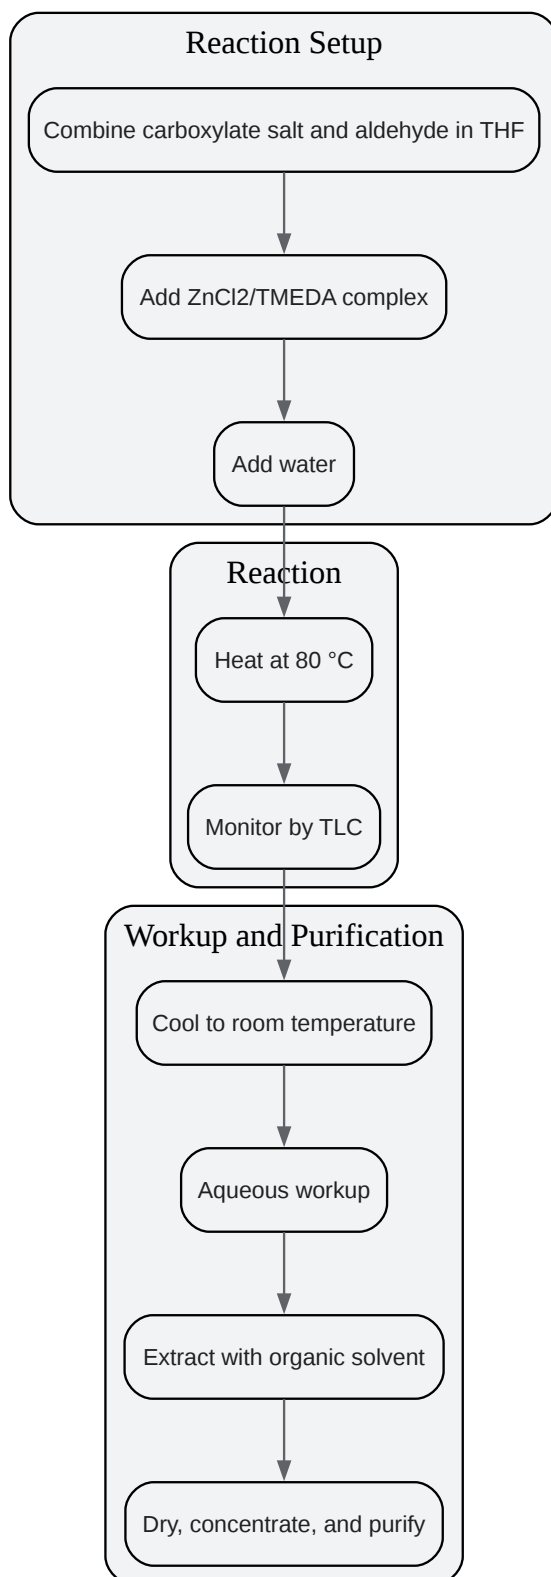 Reaction Setup
Combine carboxylate salt and aldehyde in THF
Add ZnCl2/TMEDA complex
Add water
Reaction
Heat at 80 °C
Monitor by TLC
Workup and Purification
Cool to room temperature
Aqueous workup
Extract with organic solvent
Dry, concentrate, and purify